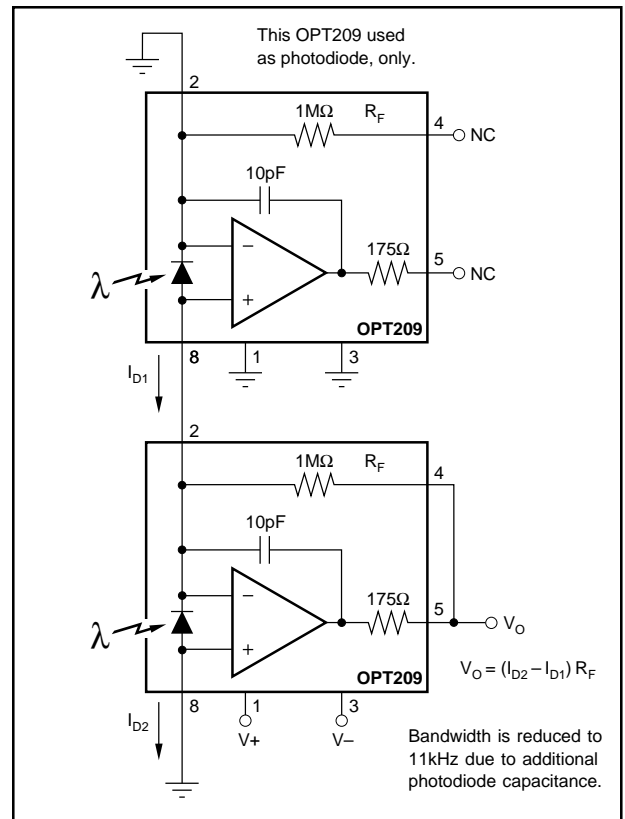 This OPT209 used
as photodiode, only.
2
1MΩ R_F 4
NC
10pF
175Ω 5
NC
λ
−
+
OPT209
8 1 3
I_D1
2
1MΩ R_F 4
10pF
175Ω 5
V_O
λ
−
+
V_O = (I_D2 – I_D1) R_F
OPT209
8 1 3
I_D2
V+ V–
Bandwidth is reduced to
11kHz due to additional
photodiode capacitance.